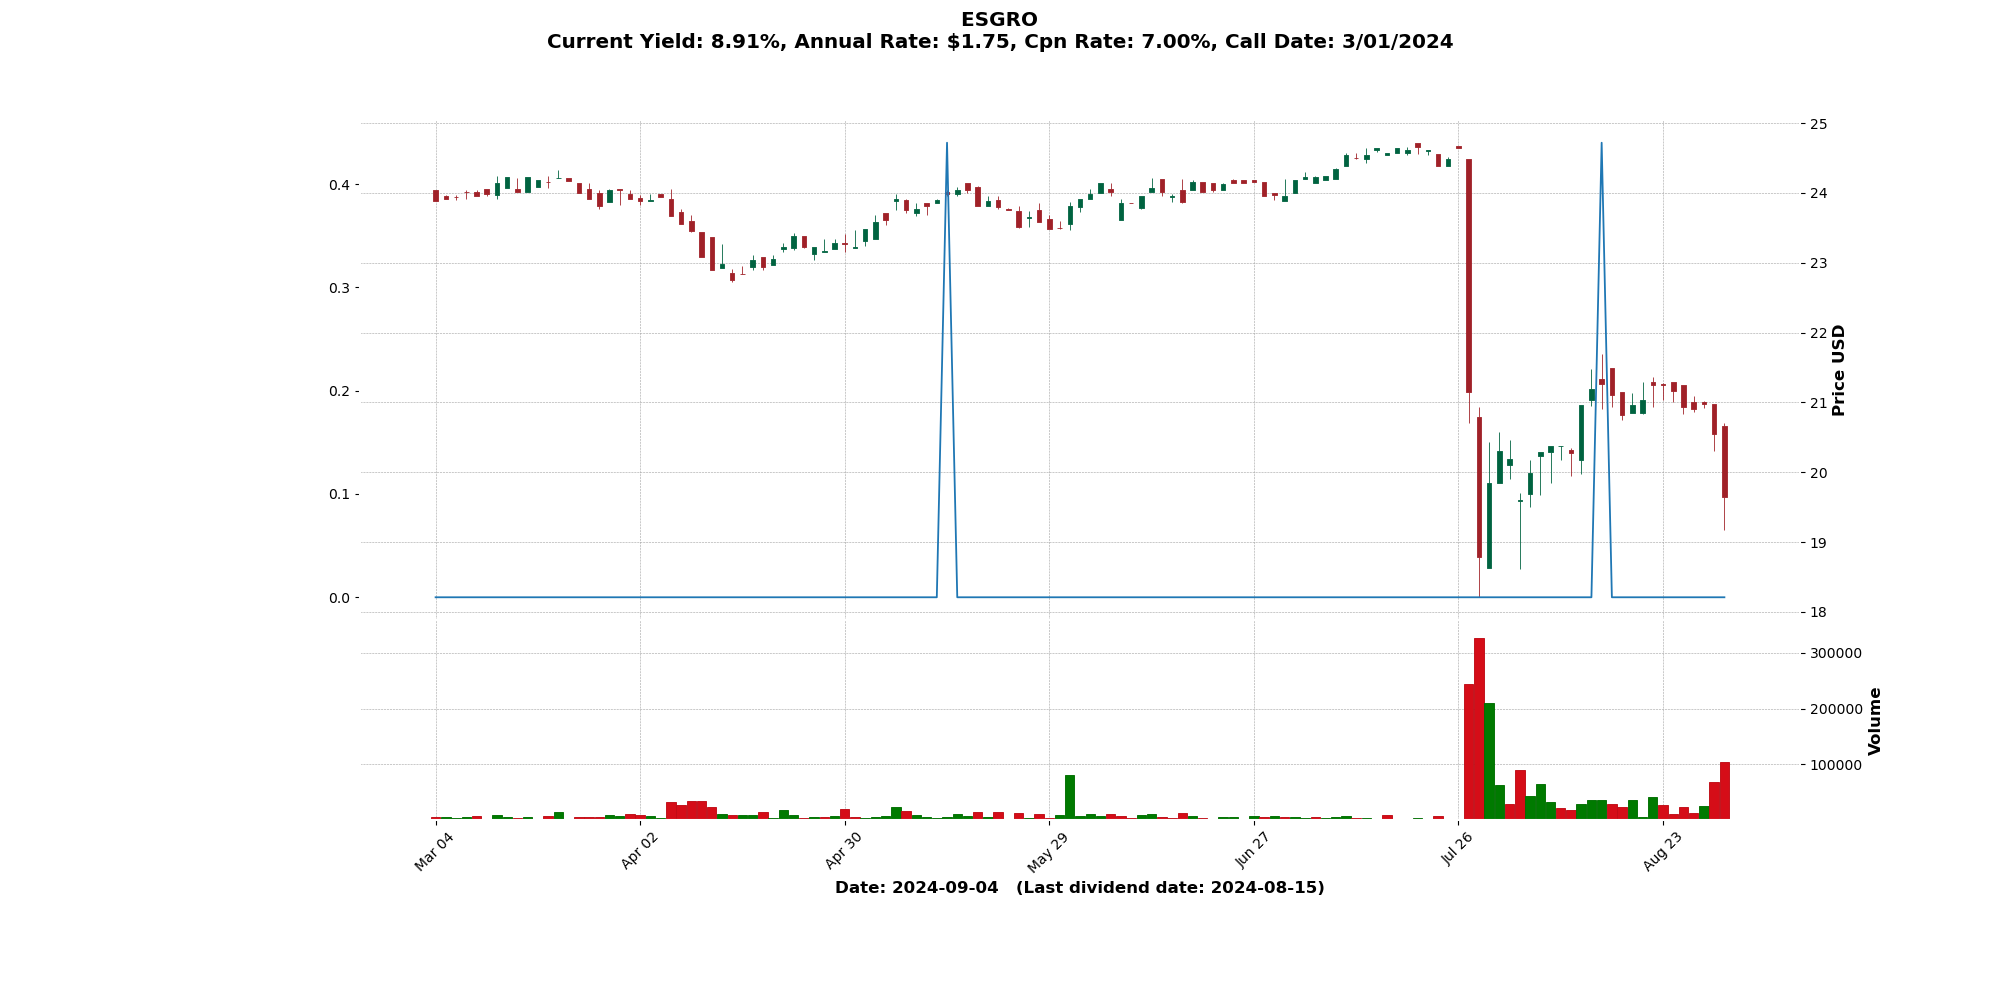 ESGRO
Current Yield: 8.91%, Annual Rate: $1.75, Cpn Rate: 7.00%, Call Date: 3/01/2024
25
24
23
22
21
20
19
18
Price USD
0.4
0.3
0.2
0.1
0.0
300000
200000
100000
Volume
Mar 04
Apr 02
Apr 30
May 29
Jun 27
Jul 26
Aug 23
Date: 2024-09-04   (Last dividend date: 2024-08-15)